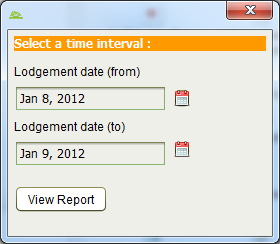 Select a time interval :
Lodgement date (from)
Jan 8, 2012
Lodgement date (to)
Jan 9, 2012
View Report